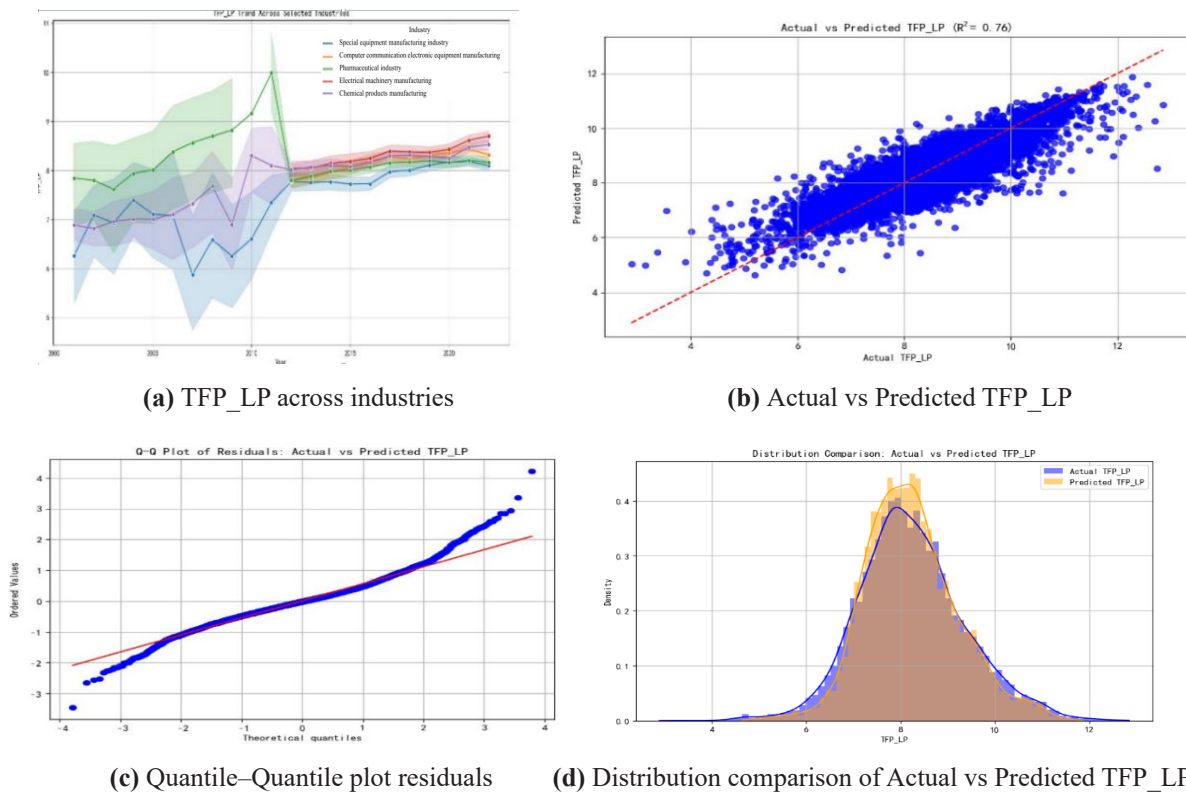 TFP_LP Trend Across Selected Industries
Industry
Special equipment manufacturing industry
Computer communication electronic equipment manufacturing
Pharmaceutical industry
Electrical machinery manufacturing
Chemical products manufacturing
11
10
9
8
7
6
5
2000
2005
2010
2015
2020
Year
(a) TFP_LP across industries
Actual vs Predicted TFP_LP (R²= 0.76)
Predicted TFP_LP
12
10
8
6
4
4
6
8
10
12
Actual TFP_LP
(b) Actual vs Predicted TFP_LP
Q-Q Plot of Residuals: Actual vs Predicted TFP_LP
Ordered Values
4
3
2
1
0
-1
-2
-3
-4
-3
-2
-1
0
1
2
3
4
Theoretical quantiles
(c) Quantile–Quantile plot residuals
Distribution Comparison: Actual vs Predicted TFP_LP
Actual TFP_LP
Predicted TFP_LP
Density
0.4
0.3
0.2
0.1
0.0
4
6
8
10
12
TFP_LP
(d) Distribution comparison of Actual vs Predicted TFP_LP